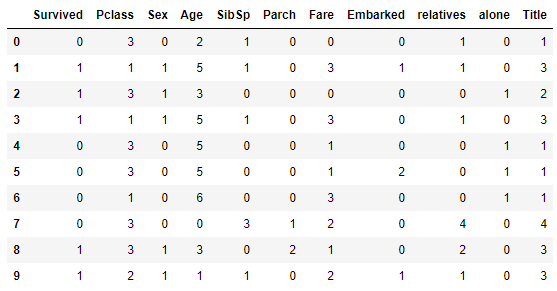 Survived Pclass Sex Age SibSp Parch Fare Embarked relatives alone Title
0 0 3 0 2 1 0 0 0 1 0 1
1 1 1 1 5 1 0 3 1 1 0 3
2 1 3 1 3 0 0 0 0 0 1 2
3 1 1 1 5 1 0 3 0 1 0 3
4 0 3 0 5 0 0 1 0 0 1 1
5 0 3 0 5 0 0 1 2 0 1 1
6 0 1 0 6 0 0 3 0 0 1 1
7 0 3 0 0 3 1 2 0 4 0 4
8 1 3 1 3 0 2 1 0 2 0 3
9 1 2 1 1 1 0 2 1 1 0 3